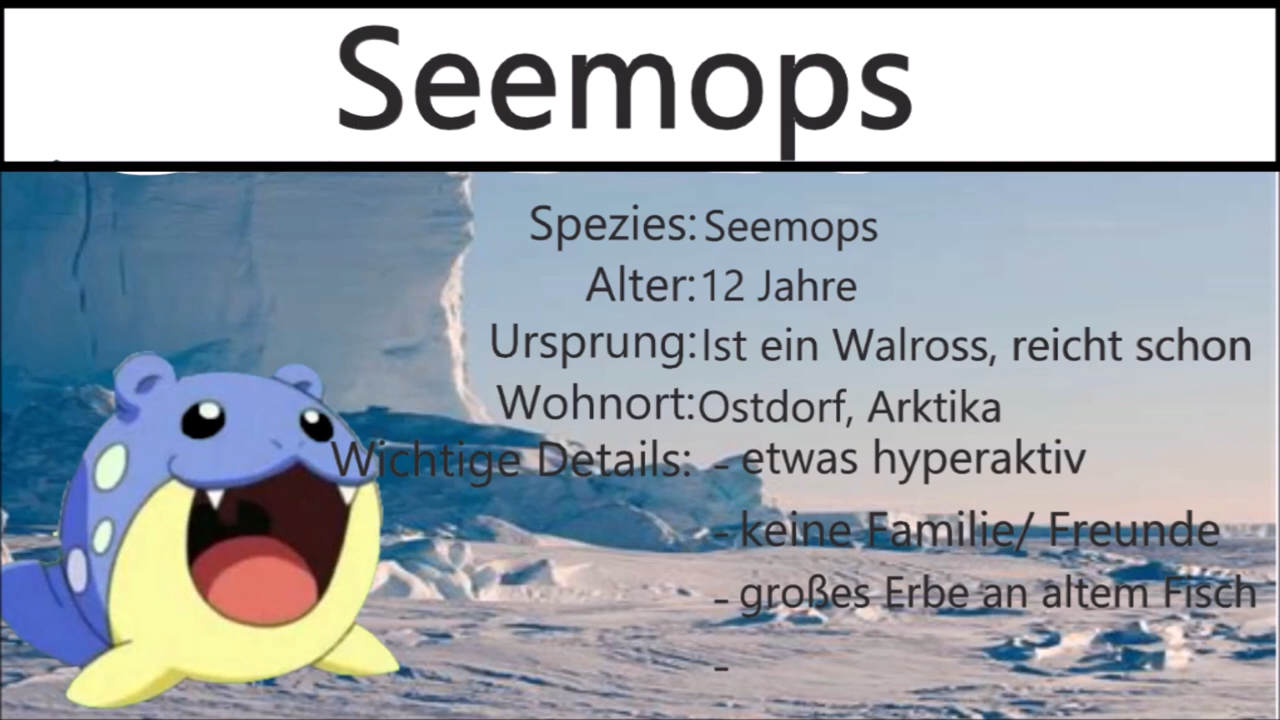 Seemops
Spezies: Seemops
Alter: 12 Jahre
Ursprung: Ist ein Walross, reicht schon
Wohnort: Ostdorf, Arktika
Wichtige Details: - etwas hyperaktiv
- keine Familie/ Freunde
- großes Erbe an altem Fisch
-